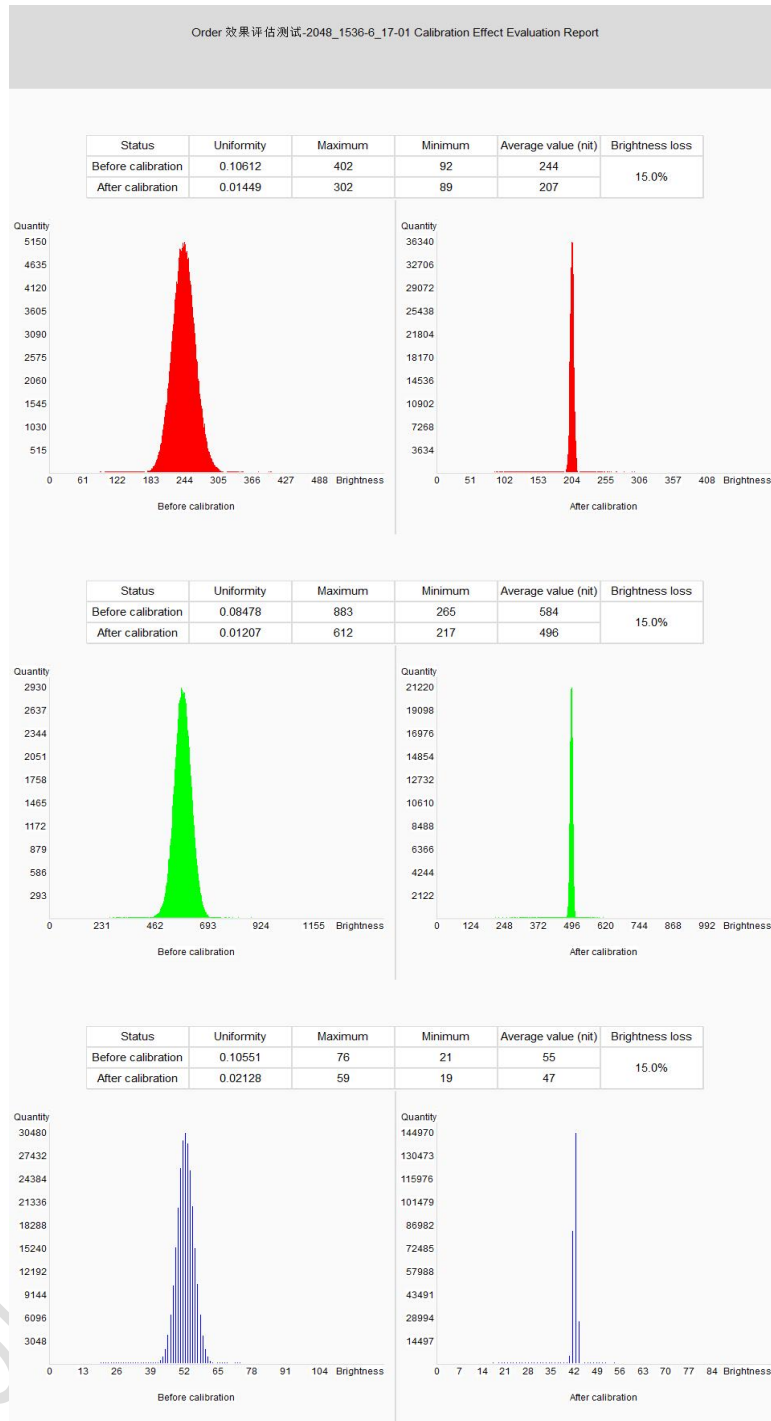 Order 效果评估测试-2048_1536-6_17-01 Calibration Effect Evaluation Report
Status Uniformity Maximum Minimum Average value (nit) Brightness loss
Before calibration 0.10612 402 92 244 15.0%
After calibration 0.01449 302 89 207
Quantity
5150
4635
4120
3605
3090
2575
2060
1545
1030
515
0 61 122 183 244 305 366 427 488 Brightness
Before calibration
Quantity
36340
32706
29072
25438
21804
18170
14536
10902
7268
3634
0 51 102 153 204 255 306 357 408 Brightness
After calibration
Status Uniformity Maximum Minimum Average value (nit) Brightness loss
Before calibration 0.08478 883 265 584 15.0%
After calibration 0.01207 612 217 496
Quantity
2930
2637
2344
2051
1758
1465
1172
879
586
293
0 231 462 693 924 1155 Brightness
Before calibration
Quantity
21220
19098
16976
14854
12732
10610
8488
6366
4244
2122
0 124 248 372 496 620 744 868 992 Brightness
After calibration
Status Uniformity Maximum Minimum Average value (nit) Brightness loss
Before calibration 0.10551 76 21 55 15.0%
After calibration 0.02128 59 19 47
Quantity
30480
27432
24384
21336
18288
15240
12192
9144
6096
3048
0 13 26 39 52 65 78 91 104 Brightness
Before calibration
Quantity
144970
130473
115976
101479
86982
72485
57988
43491
28994
14497
0 7 14 21 28 35 42 49 56 63 70 77 84 Brightness
After calibration